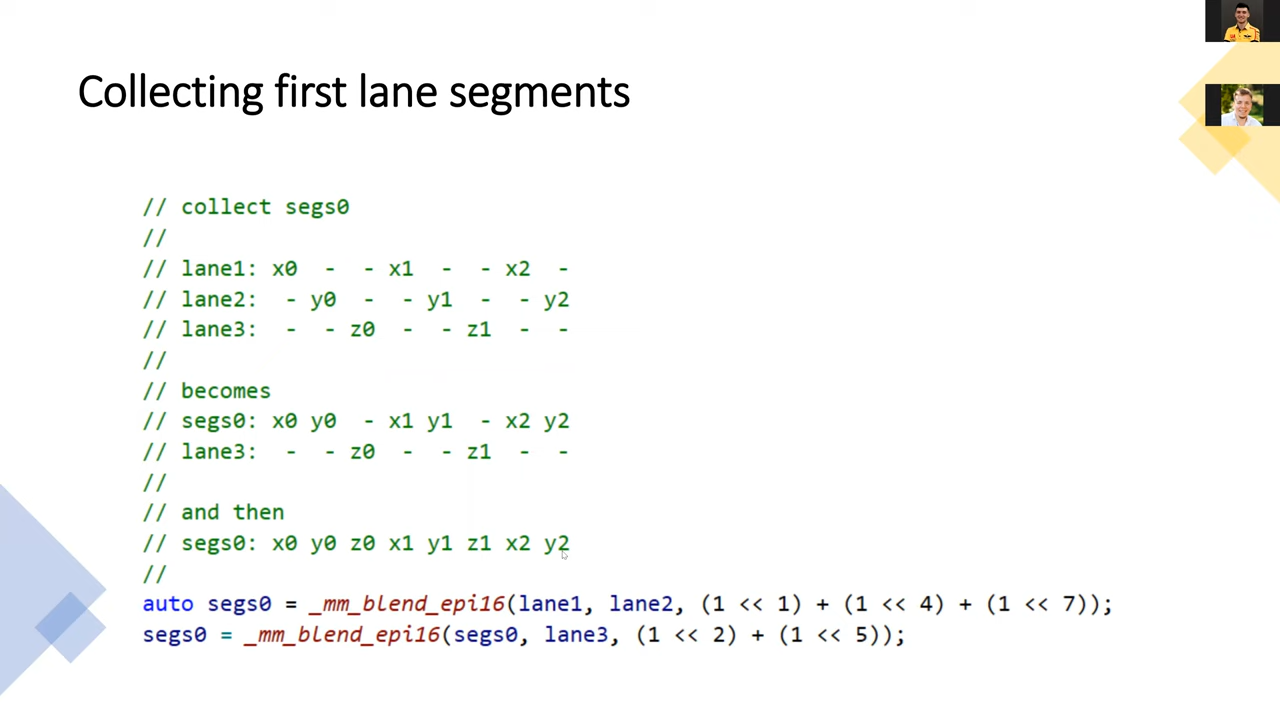 Collecting first lane segments
// collect segs0
//
// lane1: x0  -  - x1  -  - x2  -
// lane2:  - y0  -  - y1  -  - y2
// lane3:  -  - z0  -  - z1  -  -
//
// becomes
// segs0: x0 y0  - x1 y1  - x2 y2
// lane3:  -  - z0  -  - z1  -  -
//
// and then
// segs0: x0 y0 z0 x1 y1 z1 x2 y2
//
auto segs0 = _mm_blend_epi16(lane1, lane2, (1 << 1) + (1 << 4) + (1 << 7));
segs0 = _mm_blend_epi16(segs0, lane3, (1 << 2) + (1 << 5));